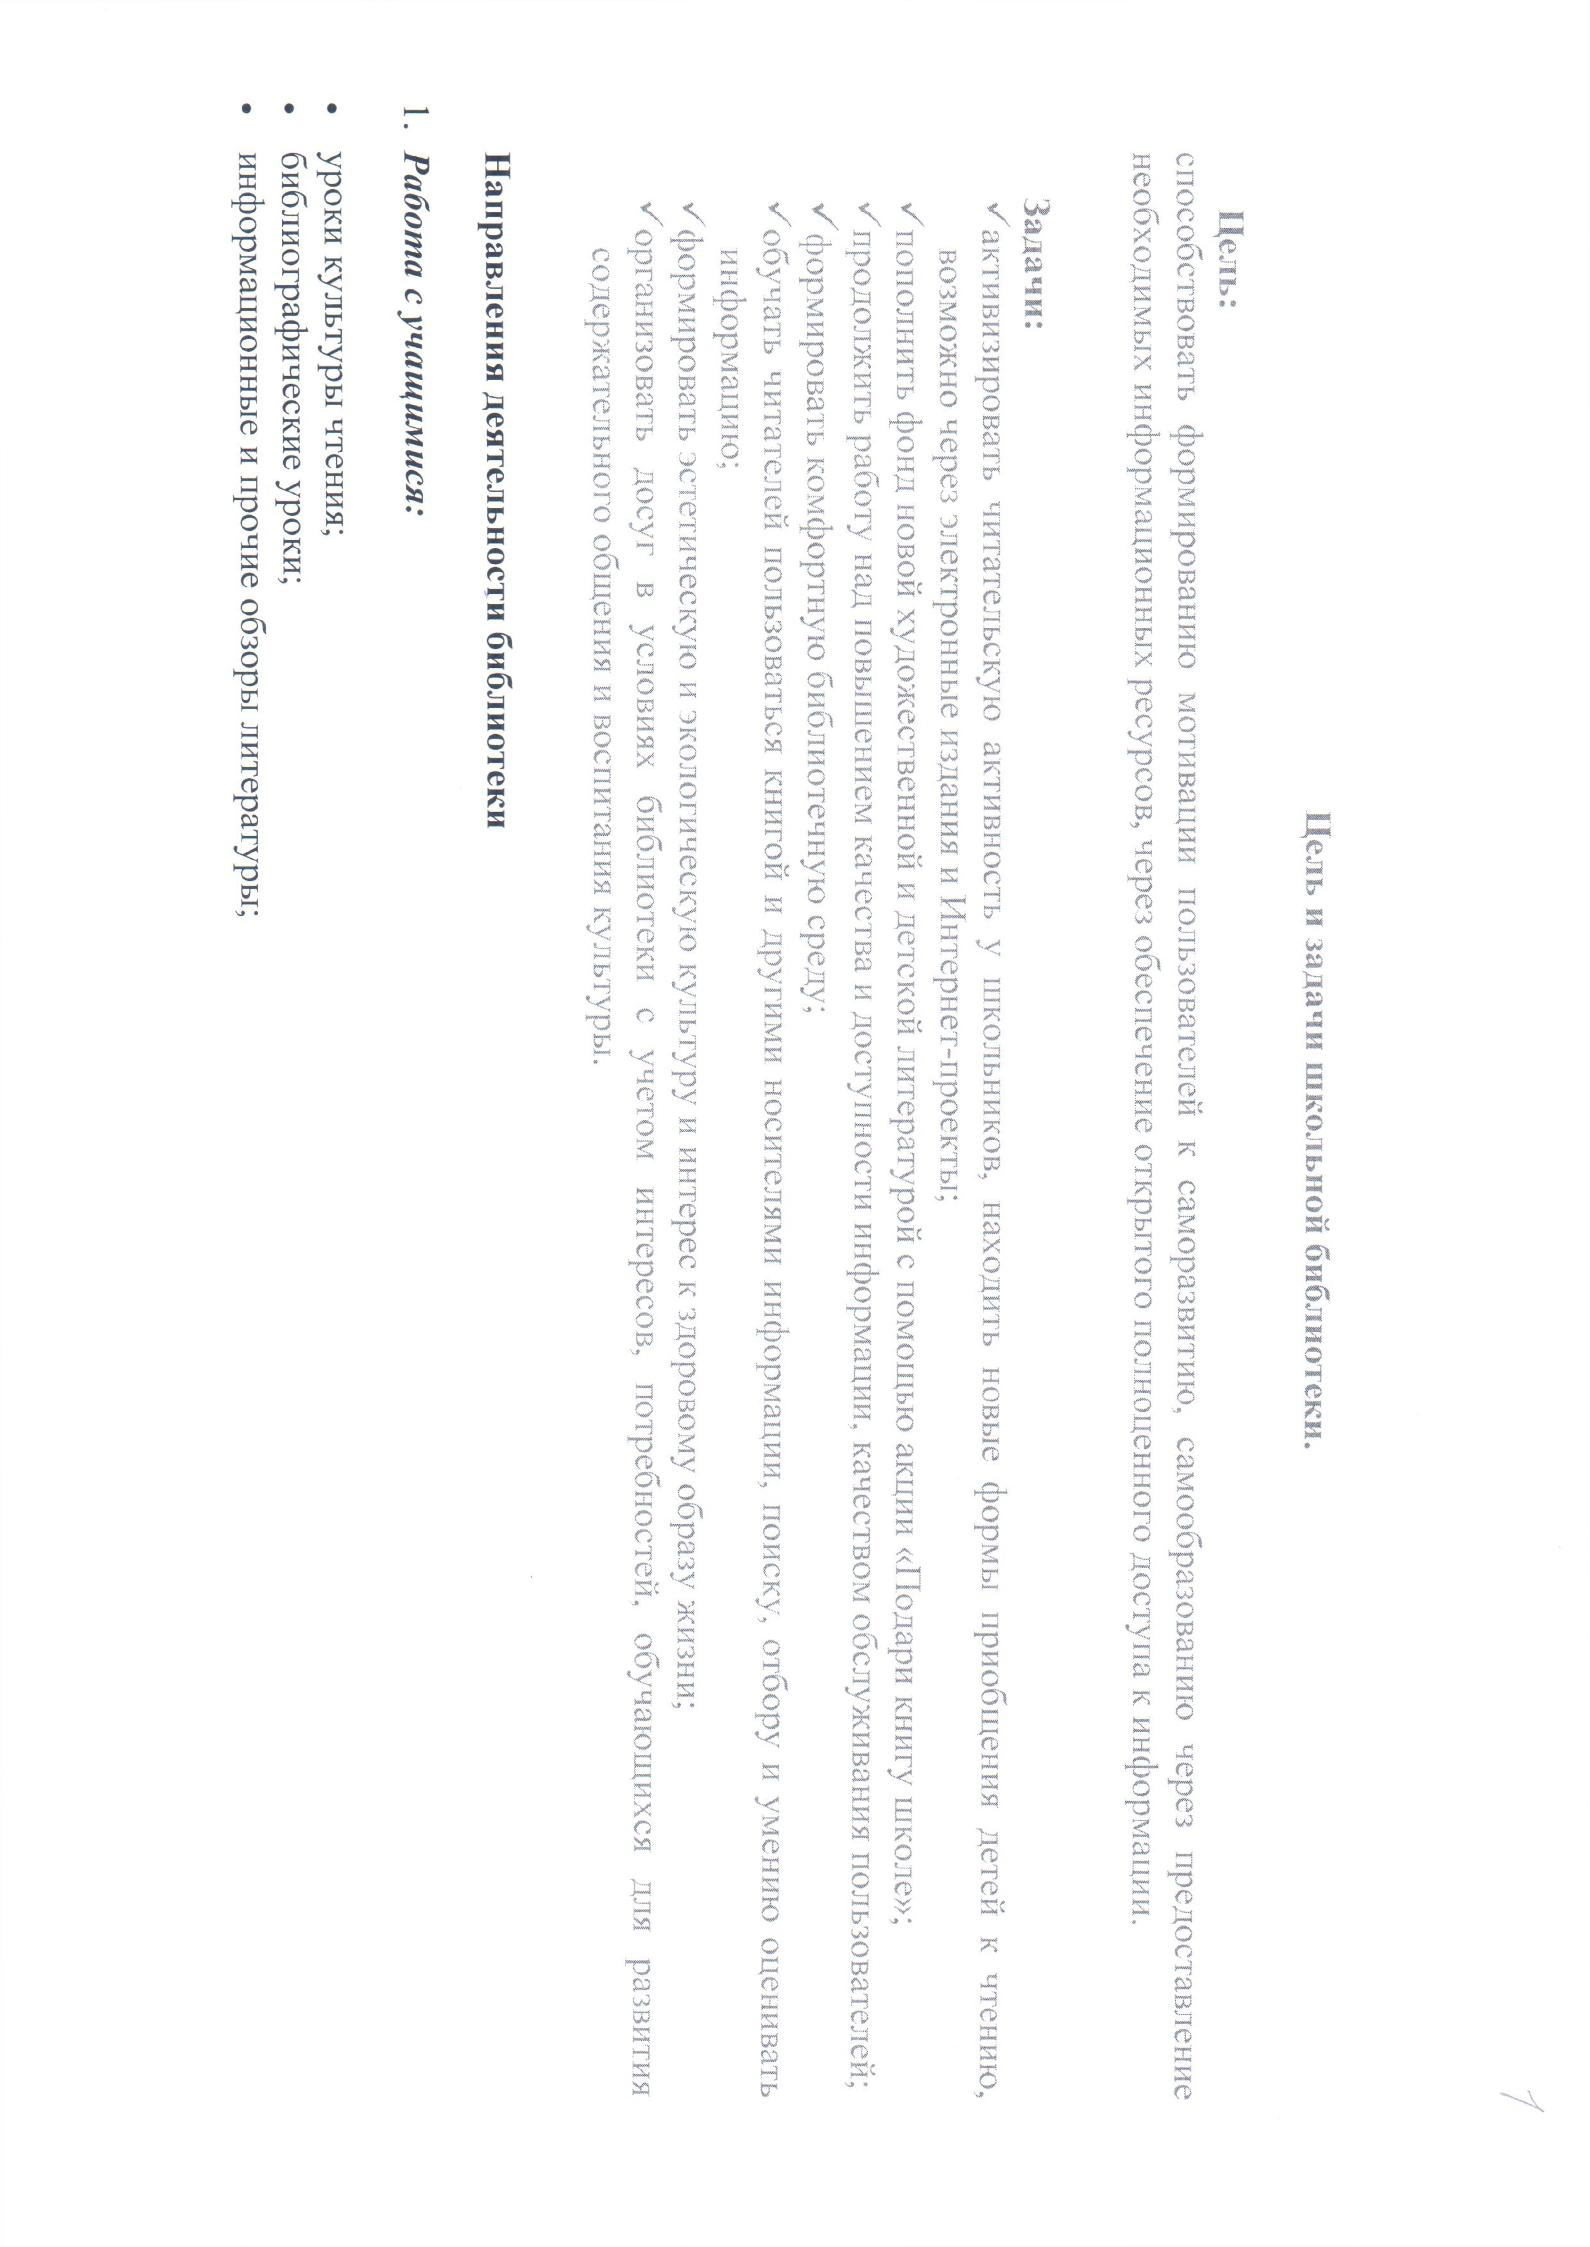 1
Цель и задачи школьной библиотеки.
Цель:
способствовать формированию мотивации пользователей к саморазвитию, самообразованию через предоставление
необходимых информационных ресурсов, через обеспечение открытого полноценного доступа к информации.
Задачи:
✓ активизировать читательскую активность у школьников, находить новые формы приобщения детей к чтению,
возможно через электронные издания и Интернет-проекты;
✓ пополнить фонд новой художественной и детской литературой с помощью акции «Подари книгу школе»;
✓ продолжить работу над повышением качества и доступности информации, качеством обслуживания пользователей;
✓ формировать комфортную библиотечную среду;
✓ обучать читателей пользоваться книгой и другими носителями информации, поиску, отбору и умению оценивать
информацию;
✓ формировать эстетическую и экологическую культуру и интерес к здоровому образу жизни;
✓ организовать досуг в условиях библиотеки с учетом интересов, потребностей, обучающихся для развития
содержательного общения и воспитания культуры.
Направления деятельности библиотеки
1. Работа с учащимися:
• уроки культуры чтения;
• библиографические уроки;
• информационные и прочие обзоры литературы;